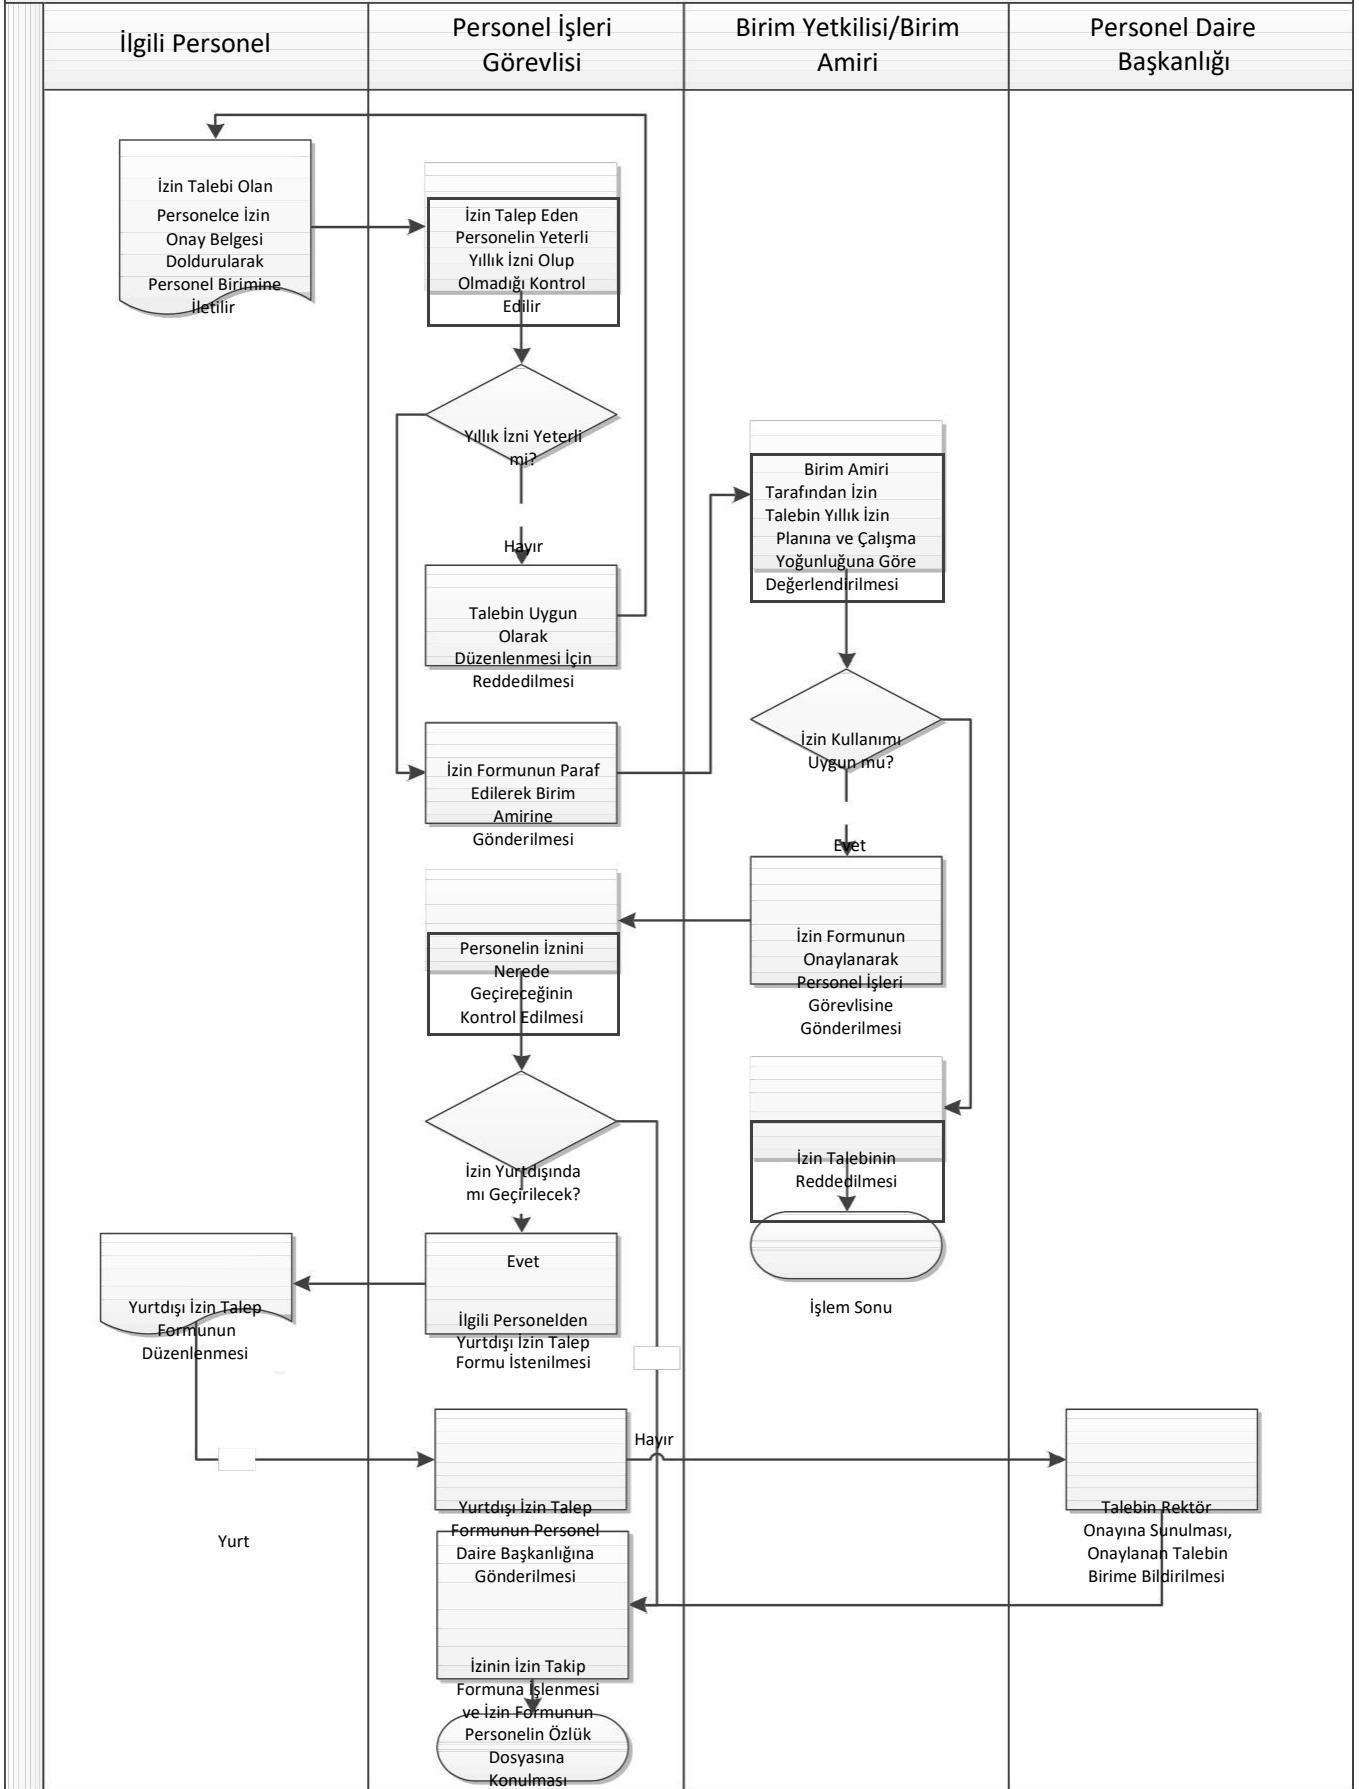 İlgili Personel
Personel İşleri
Görevlisi
Birim Yetkilisi/Birim
Amiri
Personel Daire
Başkanlığı
İzin Talebi Olan
Personelce İzin
Onay Belgesi
Doldurularak
Personel Birimine
İletilir
İzin Talep Eden
Personelin Yeterli
Yıllık İzni Olup
Olmadığı Kontrol
Edilir
Yıllık İzni Yeterli
mi?
Hayır
Talebin Uygun
Olarak
Düzenlenmesi İçin
Reddedilmesi
İzin Formunun Paraf
Edilerek Birim
Amirine
Gönderilmesi
Birim Amiri
Tarafından İzin
Talebin Yıllık İzin
Planına ve Çalışma
Yoğunluğuna Göre
Değerlendirilmesi
İzin Kullanımı
Uygun mu?
Evet
İzin Formunun
Onaylanarak
Personel İşleri
Görevlisine
Gönderilmesi
Personelin İznini
Nerede
Geçireceğinin
Kontrol Edilmesi
İzin Talebinin
Reddedilmesi
İşlem Sonu
İzin Yurtdışında
mı Geçirilecek?
Evet
İlgili Personelden
Yurtdışı İzin Talep
Formu İstenilmesi
Yurtdışı İzin Talep
Formunun
Düzenlenmesi
Hayır
Yurt
Yurtdışı İzin Talep
Formunun Personel
Daire Başkanlığına
Gönderilmesi
Talebin Rektör
Onayına Sunulması,
Onaylanan Talebin
Birime Bildirilmesi
İzinin İzin Takip
Formuna İşlenmesi
ve İzin Formunun
Personelin Özlük
Dosyasına
Konulması